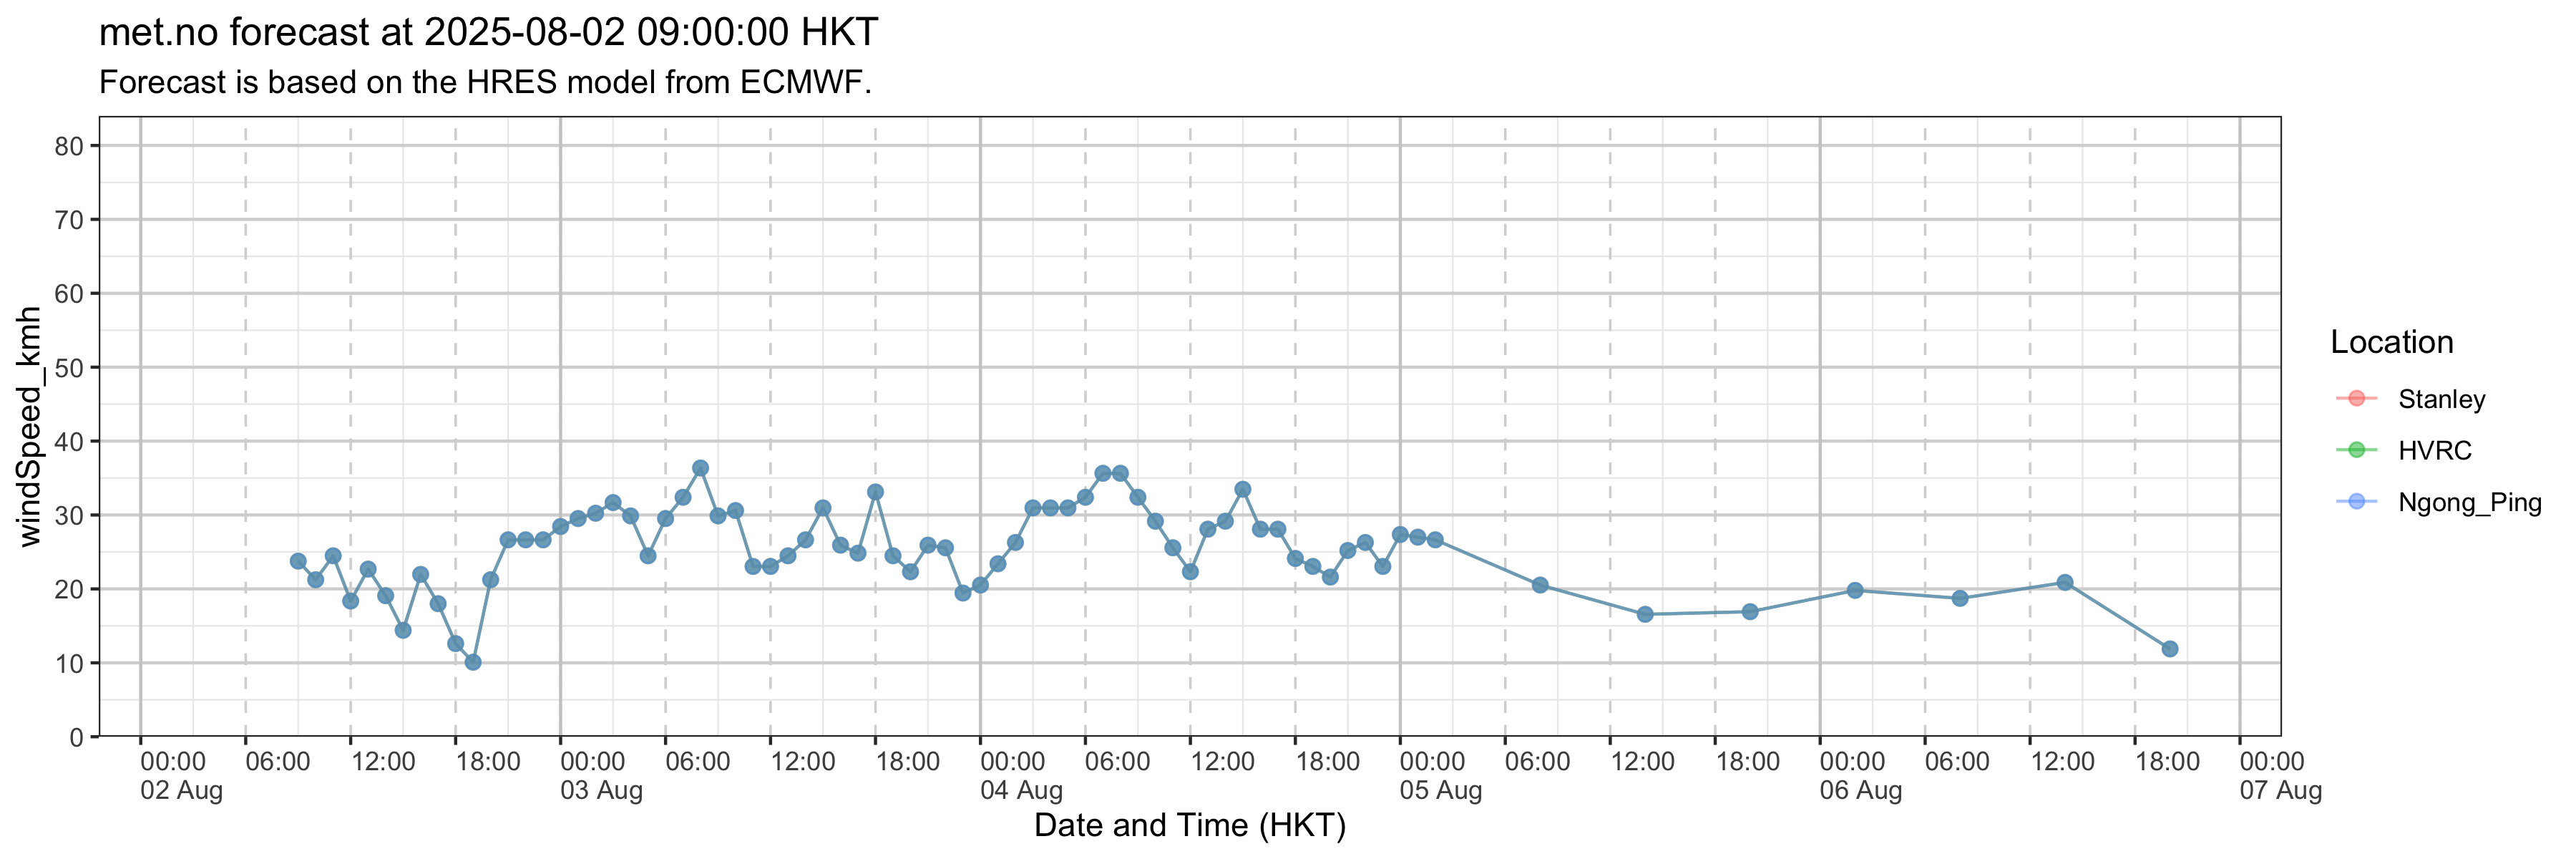 met.no forecast at 2025-08-02 09:00:00 HKT
Forecast is based on the HRES model from ECMWF.
windSpeed_kmh
80
70
60
50
40
30
20
10
0
00:00 06:00 12:00 18:00 00:00 06:00 12:00 18:00 00:00 06:00 12:00 18:00 00:00 06:00 12:00 18:00 00:00 06:00 12:00 18:00 00:00
02 Aug 03 Aug 04 Aug 05 Aug 06 Aug 07 Aug
Date and Time (HKT)
Location
Stanley
HVRC
Ngong_Ping